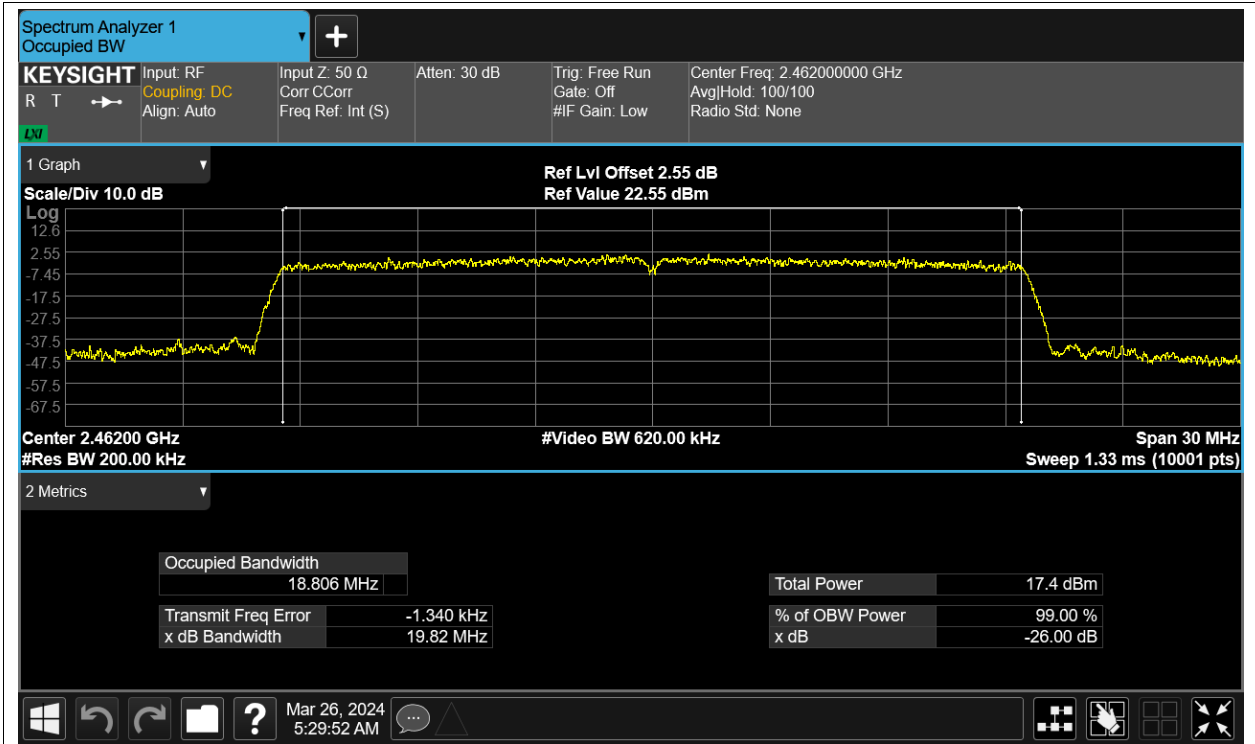 Spectrum Analyzer 1
Occupied BW
KEYSIGHT
R T
LXI
Input: RF
Coupling: DC
Align: Auto
Input Z: 50 Ω
Corr CCorr
Freq Ref: Int (S)
Atten: 30 dB
Trig: Free Run
Gate: Off
#IF Gain: Low
Center Freq: 2.462000000 GHz
Avg|Hold: 100/100
Radio Std: None
1 Graph
Scale/Div 10.0 dB
Ref Lvl Offset 2.55 dB
Ref Value 22.55 dBm
Log
12.6
2.55
-7.45
-17.5
-27.5
-37.5
-47.5
-57.5
-67.5
Center 2.46200 GHz
#Video BW 620.00 kHz
Span 30 MHz
#Res BW 200.00 kHz
Sweep 1.33 ms (10001 pts)
2 Metrics
Occupied Bandwidth
18.806 MHz
Transmit Freq Error -1.340 kHz
x dB Bandwidth 19.82 MHz
Total Power 17.4 dBm
% of OBW Power 99.00 %
x dB -26.00 dB
?
Mar 26, 2024
5:29:52 AM